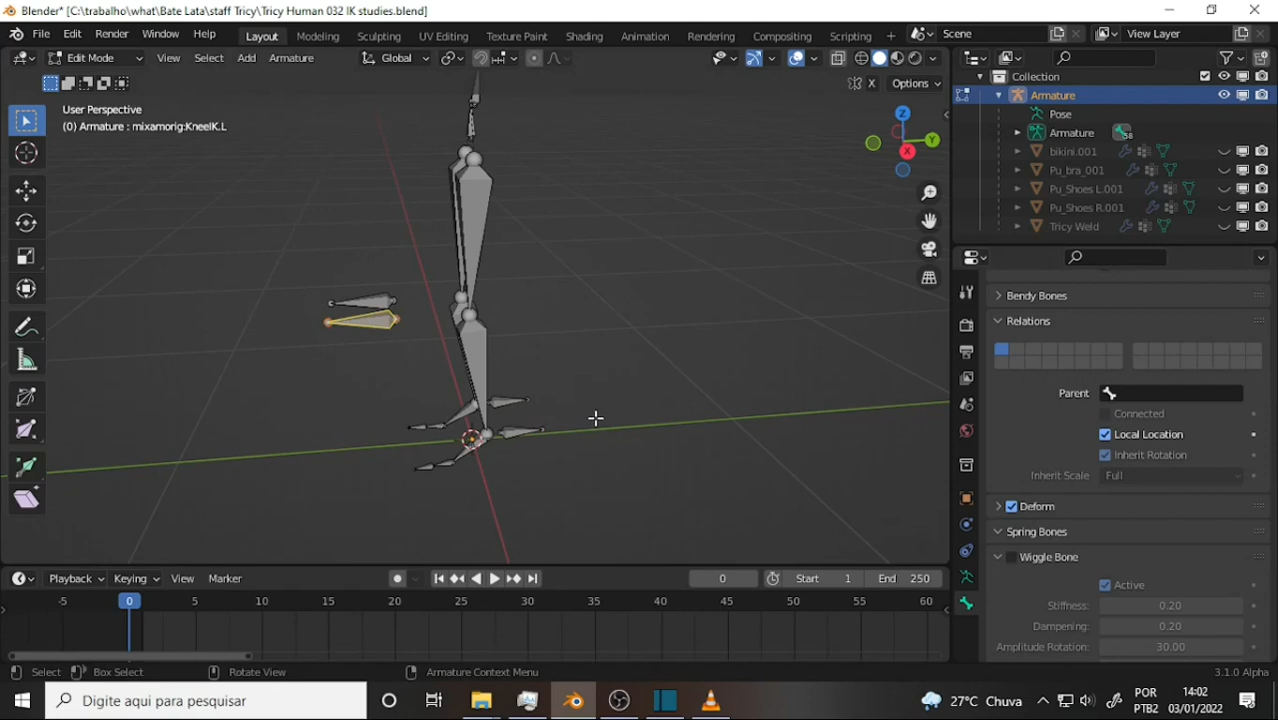 Blender* [C:\trabalho\what\Bate Lata\staff Tricy\Tricy Human 032 IK studies.blend]
File Edit Render Window Help Layout Modeling Sculpting UV Editing Texture Paint Shading Animation Rendering Compositing Scripting + Scene View Layer
Edit Mode View Select Add Armature Global
X Options
User Perspective
(0) Armature : mixamorig:KneeIK.L
Z
Y
X
Collection
Armature
Pose
Armature 58
bikini.001
Pu_bra_001
Pu_Shoes L.001
Pu_Shoes R.001
Tricy Weld
Bendy Bones
Relations
Parent
Connected
Local Location
Inherit Rotation
Inherit Scale Full
Deform
Spring Bones
Wiggle Bone
Active
Stiffness: 0.20
Dampening: 0.20
Amplitude Rotation: 30.00
Playback Keying View Marker 0 Start 1 End 250
-5 0 5 10 15 20 25 30 35 40 45 50 55 60
Select Box Select Rotate View Armature Context Menu 3.1.0 Alpha
Digite aqui para pesquisar 27°C Chuva POR PTB2 14:02 03/01/2022